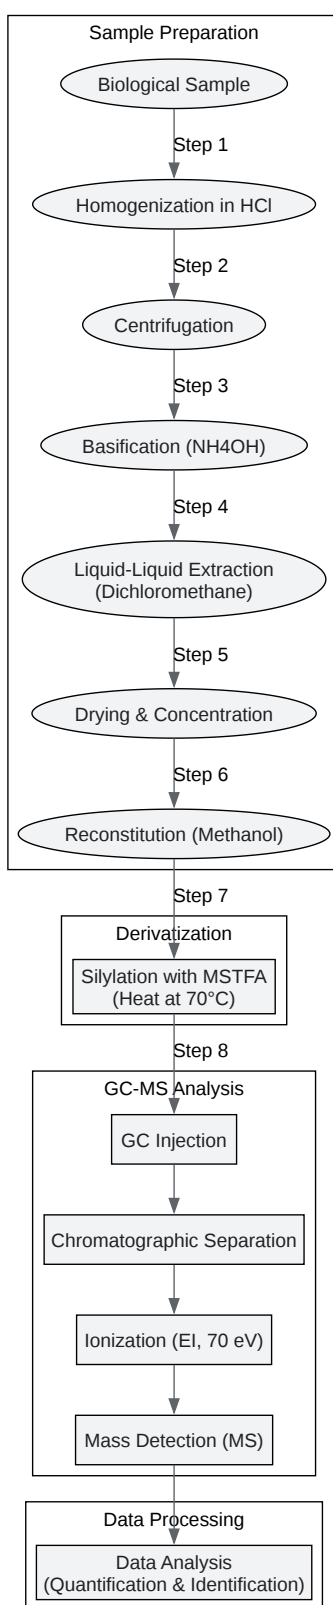 Sample Preparation
Biological Sample
Step 1
Homogenization in HCl
Step 2
Centrifugation
Step 3
Basification (NH4OH)
Step 4
Liquid-Liquid Extraction
(Dichloromethane)
Step 5
Drying & Concentration
Step 6
Reconstitution (Methanol)
Step 7
Derivatization
Silylation with MSTFA
(Heat at 70°C)
Step 8
GC-MS Analysis
GC Injection
Chromatographic Separation
Ionization (EI, 70 eV)
Mass Detection (MS)
Data Processing
Data Analysis
(Quantification & Identification)